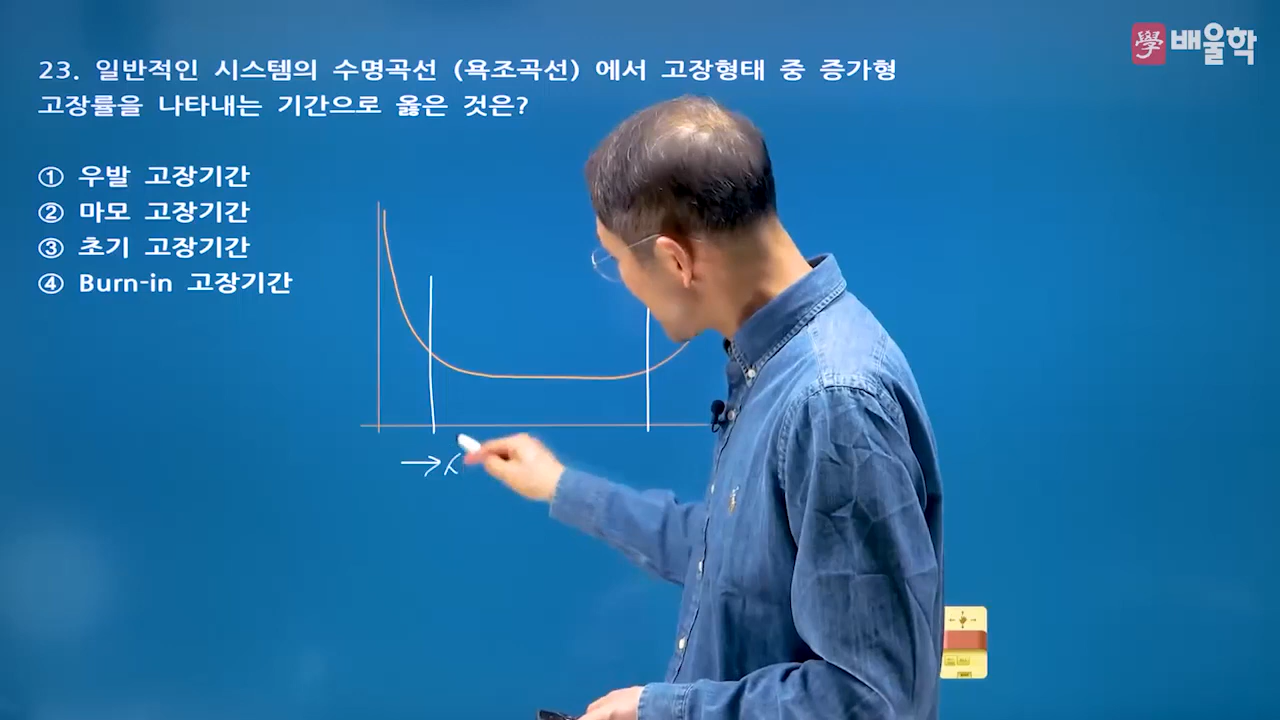 學 배울학
23. 일반적인 시스템의 수명곡선 (욕조곡선) 에서 고장형태 중 증가형
고장률을 나타내는 기간으로 옳은 것은?
① 우발 고장기간
② 마모 고장기간
③ 초기 고장기간
④ Burn-in 고장기간
→ 人